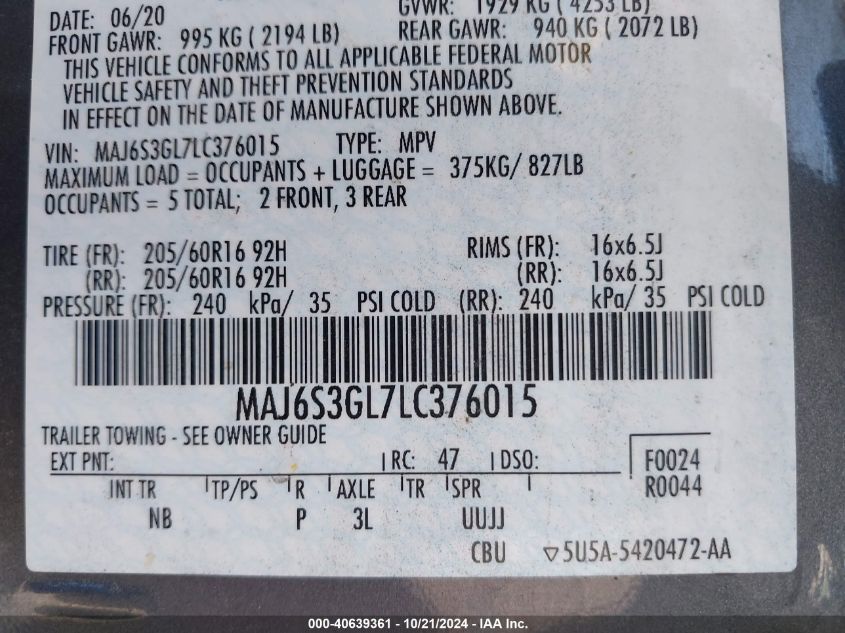 GVWR: 1929 KG ( 4253 LB)
DATE: 06/20
FRONT GAWR: 995 KG ( 2194 LB) REAR GAWR: 940 KG ( 2072 LB)
THIS VEHICLE CONFORMS TO ALL APPLICABLE FEDERAL MOTOR
VEHICLE SAFETY AND THEFT PREVENTION STANDARDS
IN EFFECT ON THE DATE OF MANUFACTURE SHOWN ABOVE.
VIN: MAJ6S3GL7LC376015 TYPE: MPV
MAXIMUM LOAD = OCCUPANTS + LUGGAGE = 375KG/ 827LB
OCCUPANTS = 5 TOTAL; 2 FRONT, 3 REAR
TIRE (FR): 205/60R16 92H RIMS (FR): 16x6.5J
(RR): 205/60R16 92H (RR): 16x6.5J
PRESSURE (FR): 240 kPa/ 35 PSI COLD (RR): 240 kPa/ 35 PSI COLD
MAJ6S3GL7LC376015
TRAILER TOWING - SEE OWNER GUIDE
EXT PNT: RC: 47 DSO: F0024
INT TR TP/PS R AXLE TR SPR R0044
NB P 3L UUJJ
CBU ▽5U5A-5420472-AA
000-40639361 - 10/21/2024 - IAA Inc.